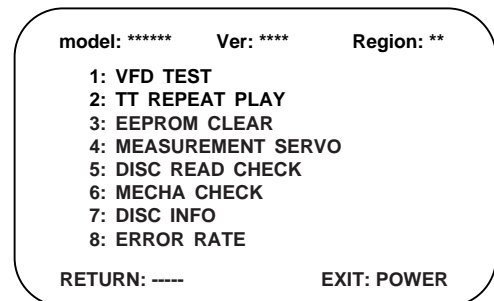 model: ****** Ver: **** Region: **
1: VFD TEST
2: TT REPEAT PLAY
3: EEPROM CLEAR
4: MEASUREMENT SERVO
5: DISC READ CHECK
6: MECHA CHECK
7: DISC INFO
8: ERROR RATE
RETURN: ----- EXIT: POWER